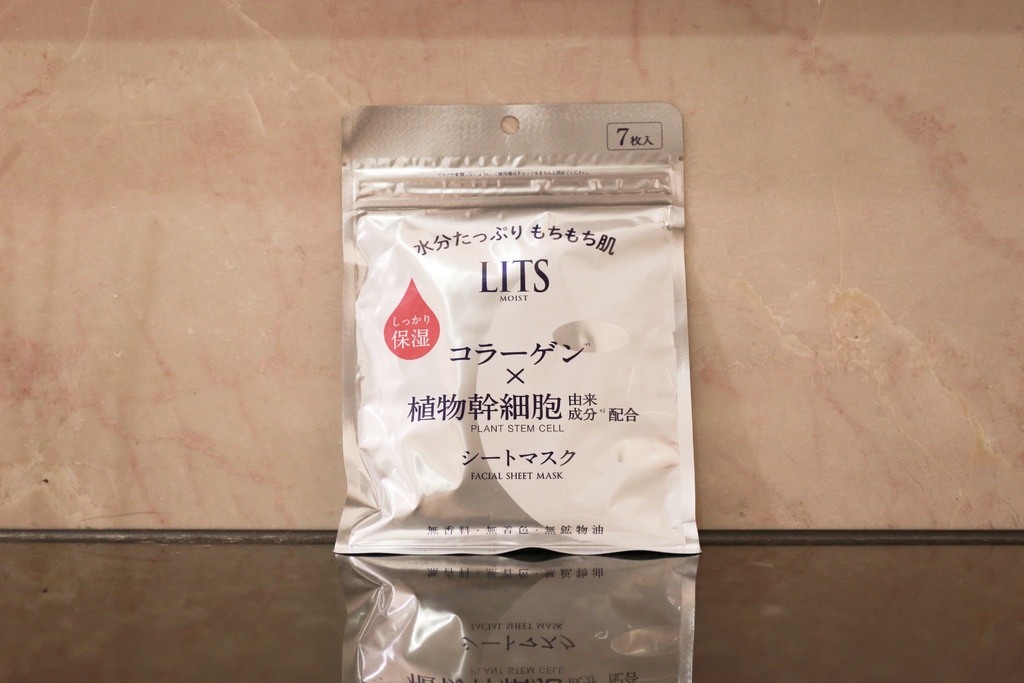 7枚入
水分たっぷりもちもち肌
LITS
MOIST
しっかり
保湿
コラーゲン*1
×
植物幹細胞由来成分*2配合
PLANT STEM CELL
シートマスク
FACIAL SHEET MASK
無香料・無着色・無鉱物油